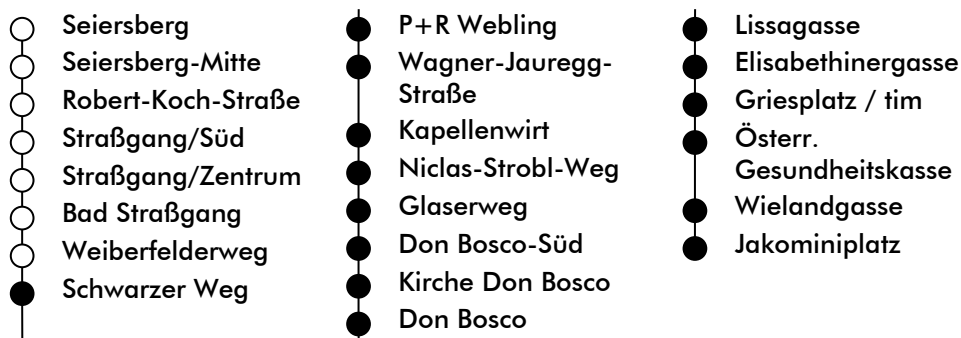 Seiersberg
Seiersberg-Mitte
Robert-Koch-Straße
Straßgang/Süd
Straßgang/Zentrum
Bad Straßgang
Weiberfelderweg
Schwarzer Weg
P+R Webling
Wagner-Jauregg-
Straße
Kapellenwirt
Niclas-Strobl-Weg
Glaserweg
Don Bosco-Süd
Kirche Don Bosco
Don Bosco
Lissagasse
Elisabethinergasse
Griesplatz / tim
Österr.
Gesundheitskasse
Wielandgasse
Jakominiplatz